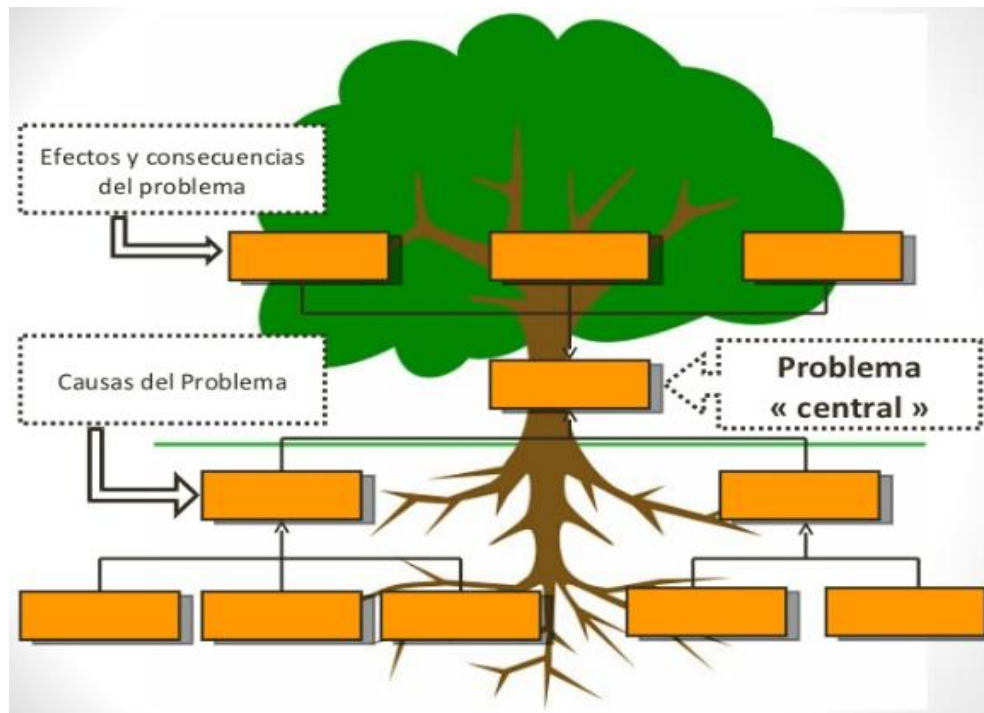 Efectos y consecuencias
del problema
Causas del Problema
Problema
« central »